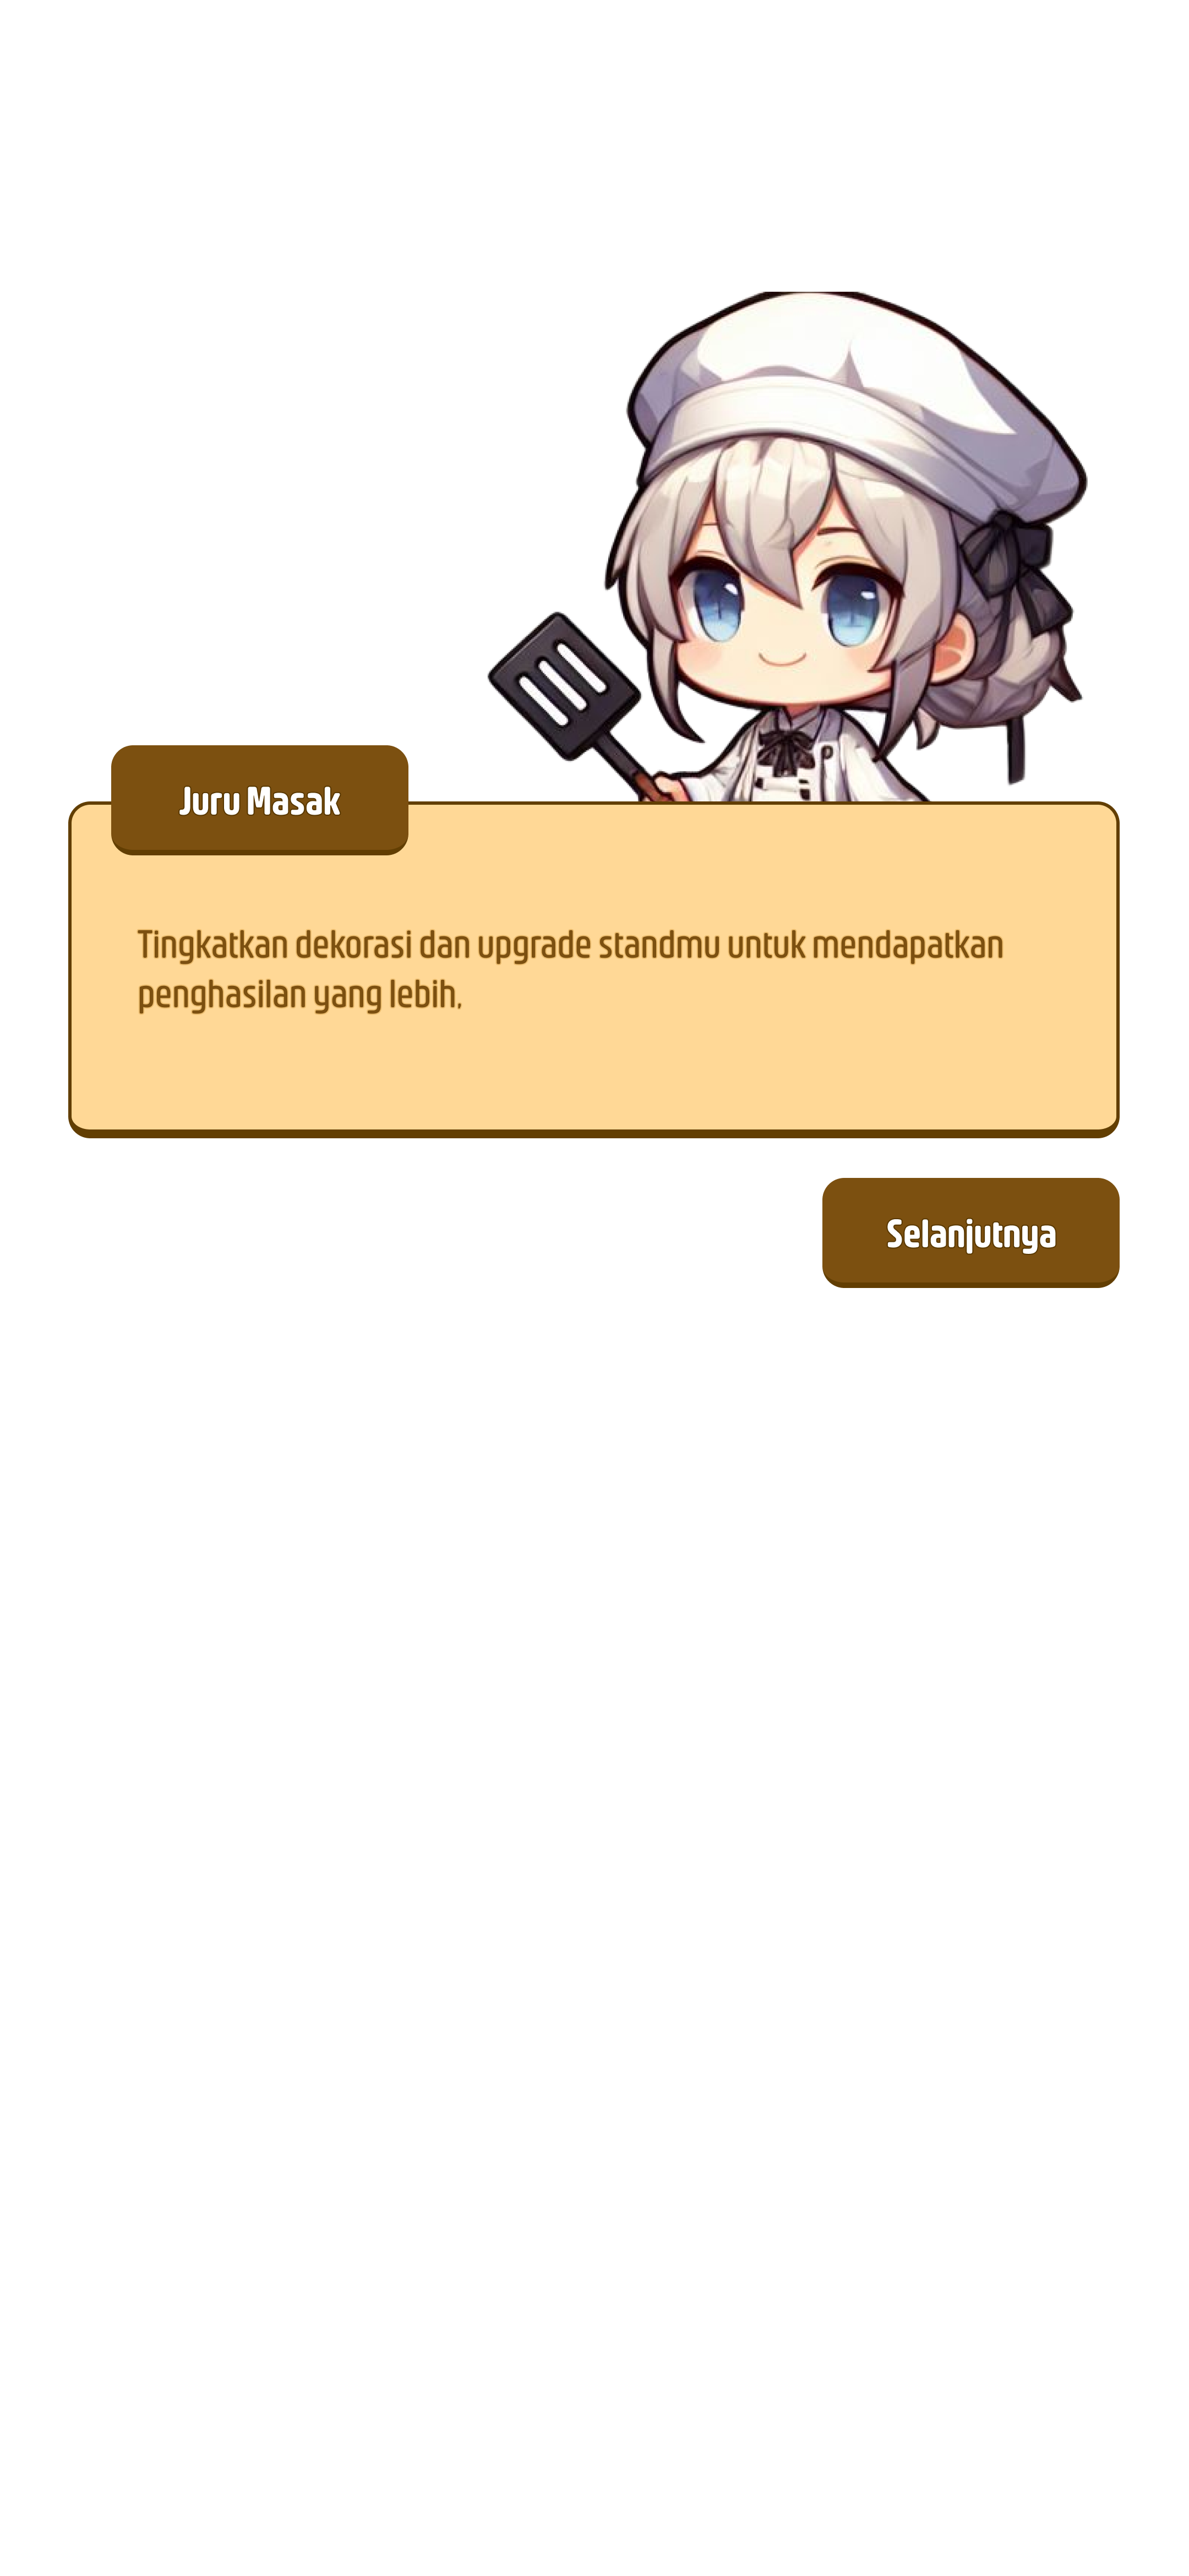 Juru Masak
Tingkatkan dekorasi dan upgrade standmu untuk mendapatkan
penghasilan yang lebih.
Selanjutnya